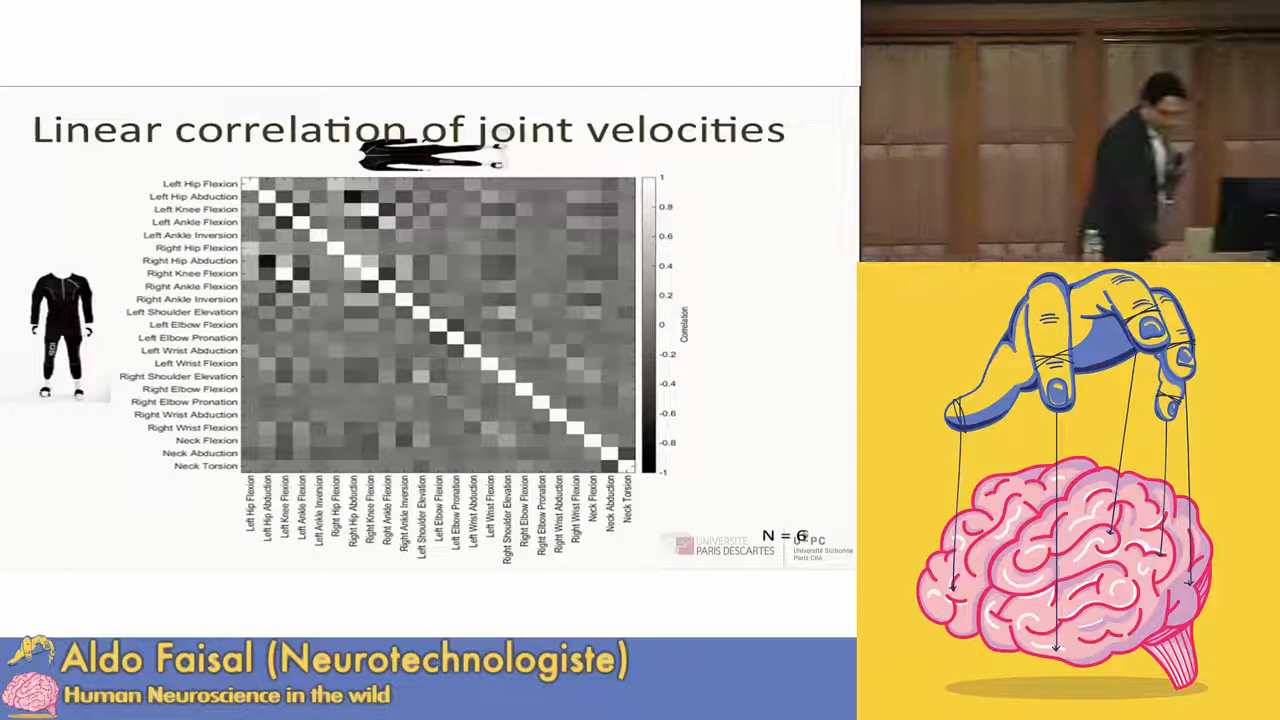 Linear correlation of joint velocities
Left Hip Flexion
Left Hip Abduction
Left Knee Flexion
Left Ankle Flexion
Left Ankle Inversion
Right Hip Flexion
Right Hip Abduction
Right Knee Flexion
Right Ankle Flexion
Right Ankle Inversion
Left Shoulder Elevation
Left Elbow Flexion
Left Elbow Pronation
Left Wrist Abduction
Left Wrist Flexion
Right Shoulder Elevation
Right Elbow Flexion
Right Elbow Pronation
Right Wrist Abduction
Right Wrist Flexion
Neck Flexion
Neck Abduction
Neck Torsion
1
0.8
0.6
0.4
0.2
0
-0.2
-0.4
-0.6
-0.8
-1
Correlation
Left Hip Flexion
Left Hip Abduction
Left Knee Flexion
Left Ankle Flexion
Left Ankle Inversion
Right Hip Flexion
Right Hip Abduction
Right Knee Flexion
Right Ankle Flexion
Right Ankle Inversion
Left Shoulder Elevation
Left Elbow Flexion
Left Elbow Pronation
Left Wrist Abduction
Left Wrist Flexion
Right Shoulder Elevation
Right Elbow Flexion
Right Elbow Pronation
Right Wrist Abduction
Right Wrist Flexion
Neck Flexion
Neck Abduction
Neck Torsion
N = 6
UNIVERSITÉ
PARIS DESCARTES
Université Sorbonne
Paris Cité
Aldo Faisal (Neurotechnologiste)
Human Neuroscience in the wild